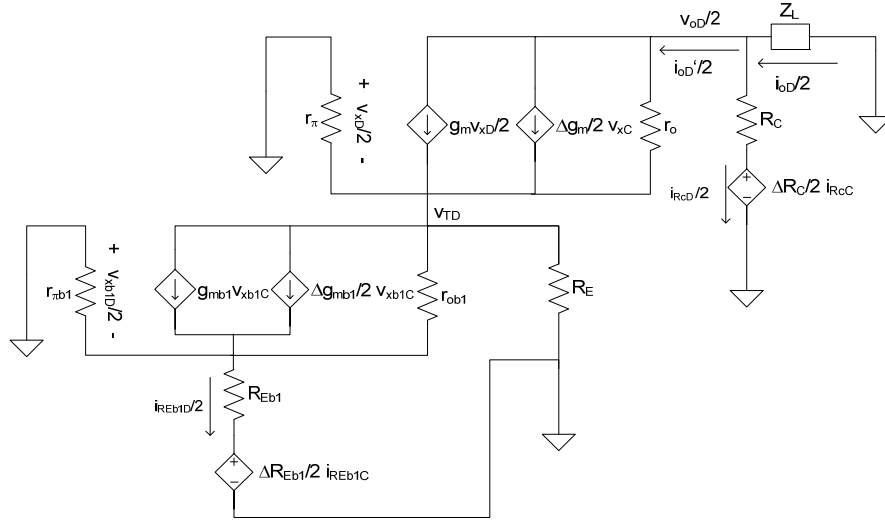 v_oD/2
Z_L
i_oD'/2
i_oD/2
r_π
+ v_xD/2 -
g_m v_xD/2
Δg_m/2 v_xC
r_o
R_C
i_RcD/2
+
-
ΔR_C/2 i_RcC
v_TD
r_πb1
+ v_xb1D/2 -
g_mb1 v_xb1C
Δg_mb1/2 v_xb1C
r_ob1
R_E
R_Eb1
i_REb1D/2
+
-
ΔR_Eb1/2 i_REb1C